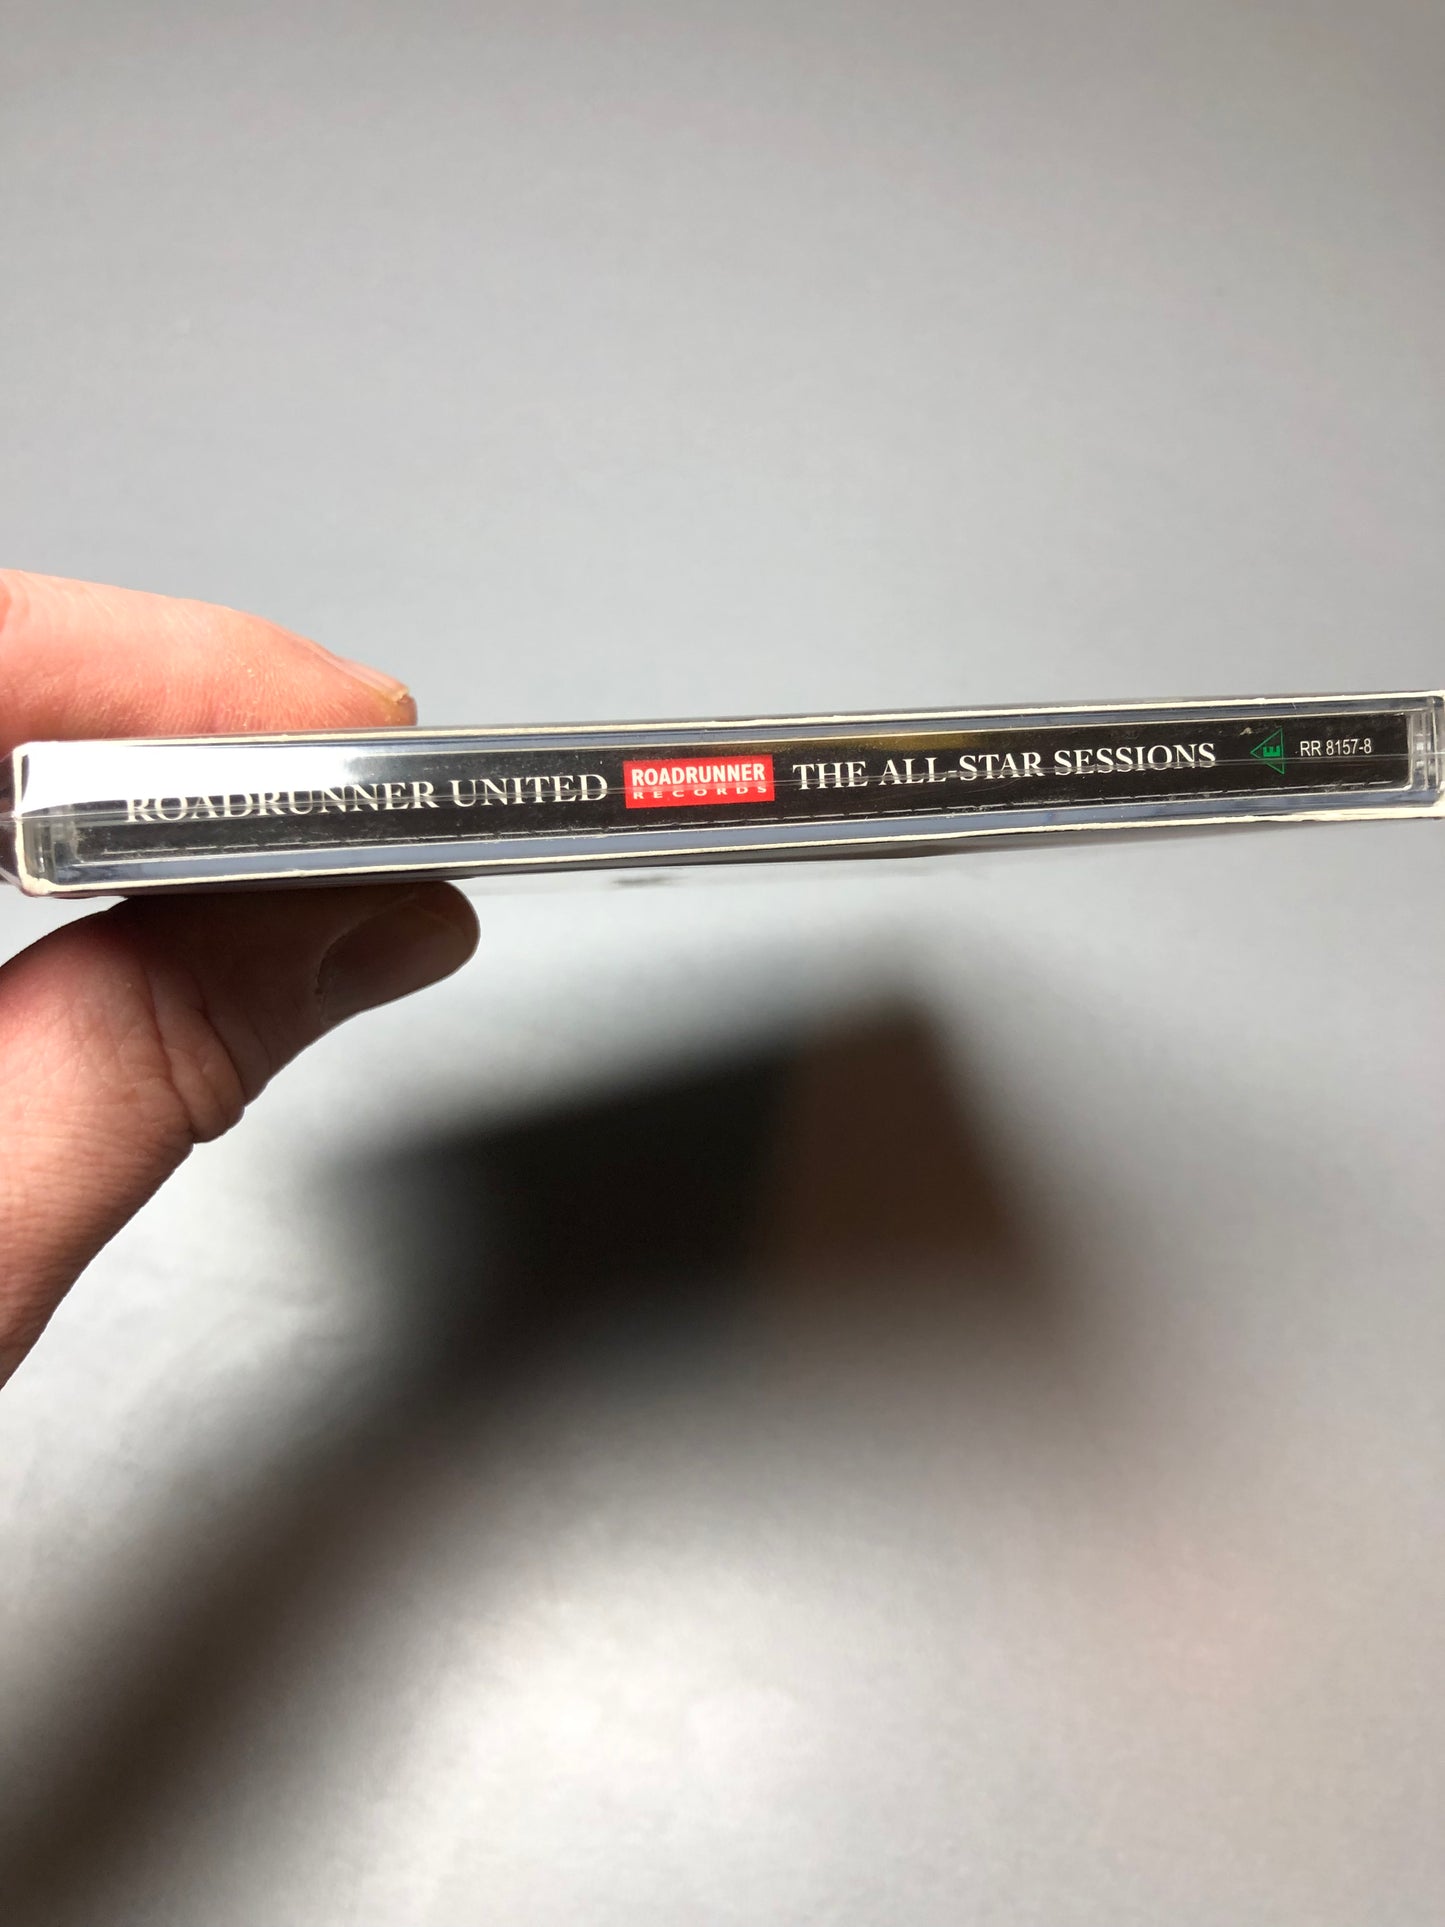 ROADRUNNER UNITED
ROADRUNNER
RECORDS
THE ALL-STAR SESSIONS
E
RR 8157-8